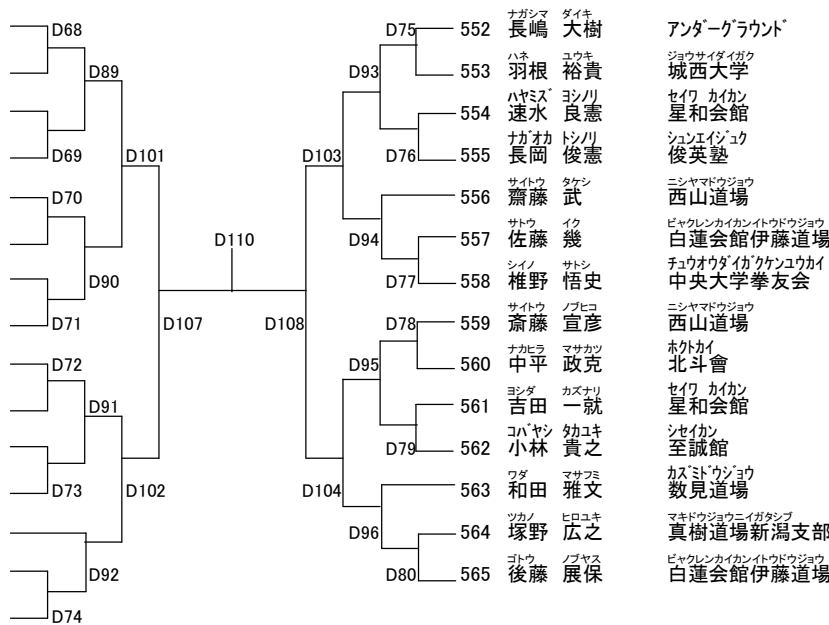 D68
D89
D69
D101
D70
D90
D71
D107
D72
D91
D73
D102
D92
D74
D110
D108
D103
D93
D75
D76
D94
D77
D104
D95
D78
D79
D96
D80
ナガシマ ダイキ
552 長嶋 大樹 アンダーグラウンド
ハネ ユウキ ジョウサイダイガク
553 羽根 裕貴 城西大学
ハヤミズ ヨシノリ セイワ カイカン
554 速水 良憲 星和会館
ナガオカ トシノリ シュンエイジュク
555 長岡 俊憲 俊英塾
サイトウ タケシ ニシヤマドウジョウ
556 齋藤 武 西山道場
サトウ イク ビャクレンカイカンイトウドウジョウ
557 佐藤 幾 白蓮会館伊藤道場
シイノ サトシ チュウオウダイガクケンユウカイ
558 椎野 悟史 中央大学拳友会
サイトウ ノブヒコ ニシヤマドウジョウ
559 斎藤 宣彦 西山道場
ナカヒラ マサカツ ホクトカイ
560 中平 政克 北斗會
ヨシダ カズナリ セイワ カイカン
561 吉田 一就 星和会館
コバヤシ タカユキ シセイカン
562 小林 貴之 至誠館
ワダ マサフミ カズミドウジョウ
563 和田 雅文 数見道場
ツカノ ヒロユキ マキドウジョウニイガタシブ
564 塚野 広之 真樹道場新潟支部
ゴトウ ノブヤス ビャクレンカイカンイトウドウジョウ
565 後藤 展保 白蓮会館伊藤道場